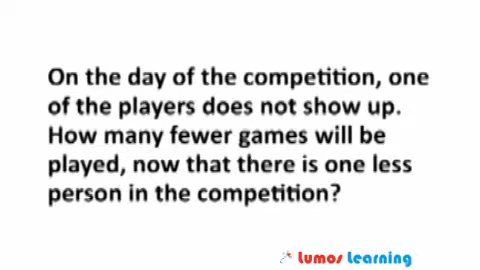 On the day of the competition, one
of the players does not show up.
How many fewer games will be
played, now that there is one less
person in the competition?
Lumos Learning